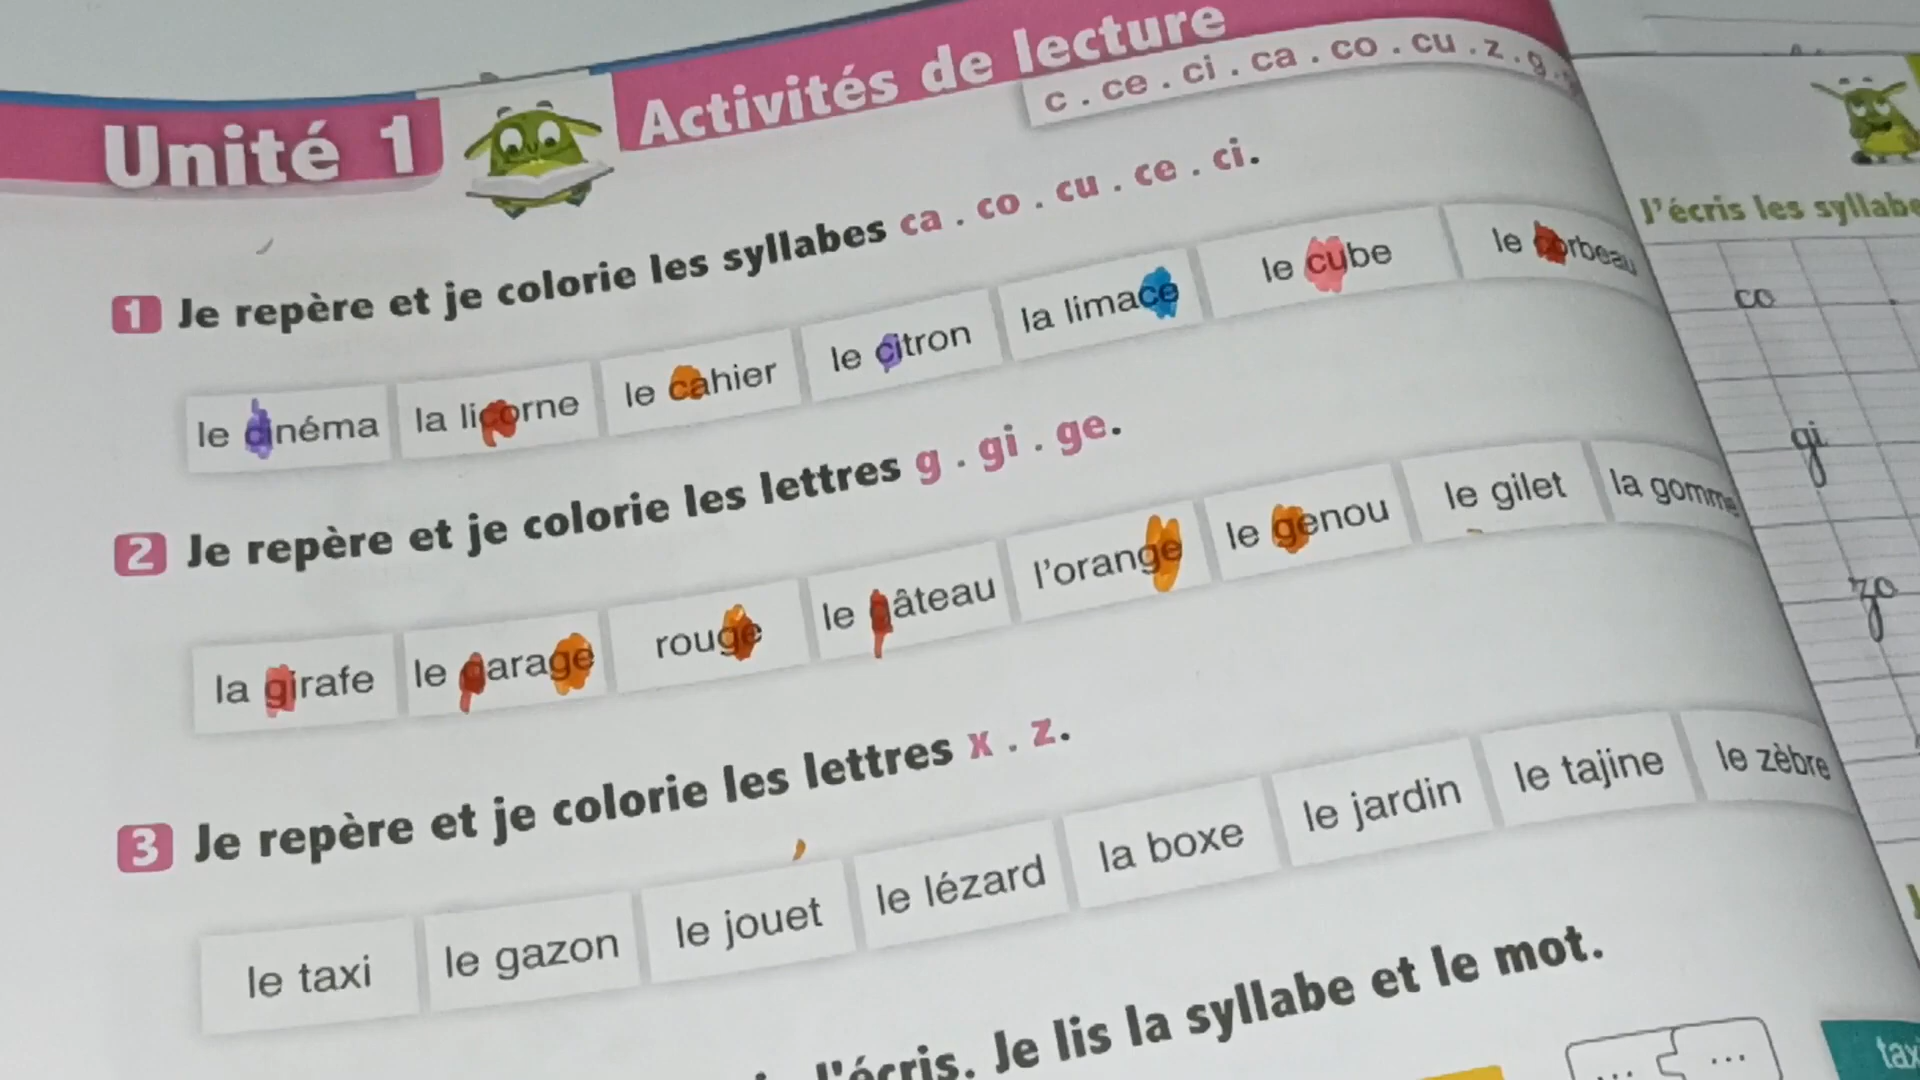 Unité 1
Activités de lecture
c . ce . ci . ca . co . cu . z . g .
1 Je repère et je colorie les syllabes ca . co . cu . ce . ci.
le cinéma la licorne le cahier le citron la limace le cube le corbeau
2 Je repère et je colorie les lettres g . gi . ge.
la girafe le garage rouge le gâteau l'orange le genou le gilet la gomme
3 Je repère et je colorie les lettres x . z.
le taxi le gazon le jouet le lézard la boxe le jardin le tajine le zèbre
l'écris. Je lis la syllabe et le mot.
... ...
J'écris les syllabe
co
gi
zo
tax